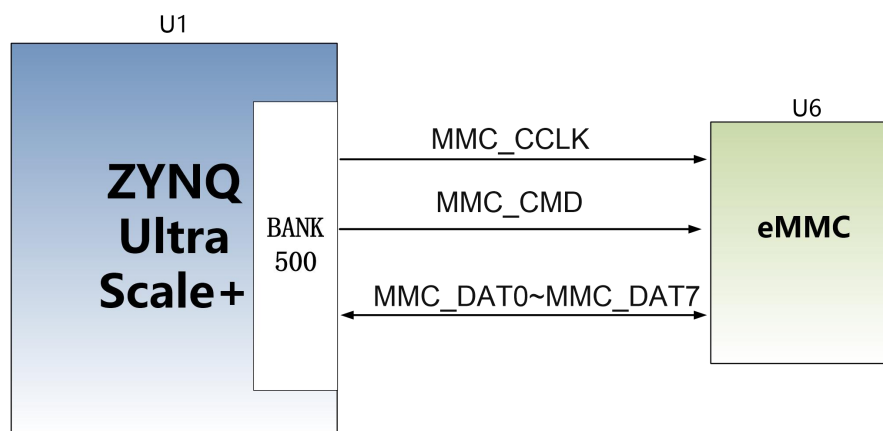 U1
ZYNQ
Ultra
Scale+
BANK
500
MMC_CCLK
MMC_CMD
MMC_DAT0~MMC_DAT7
U6
eMMC